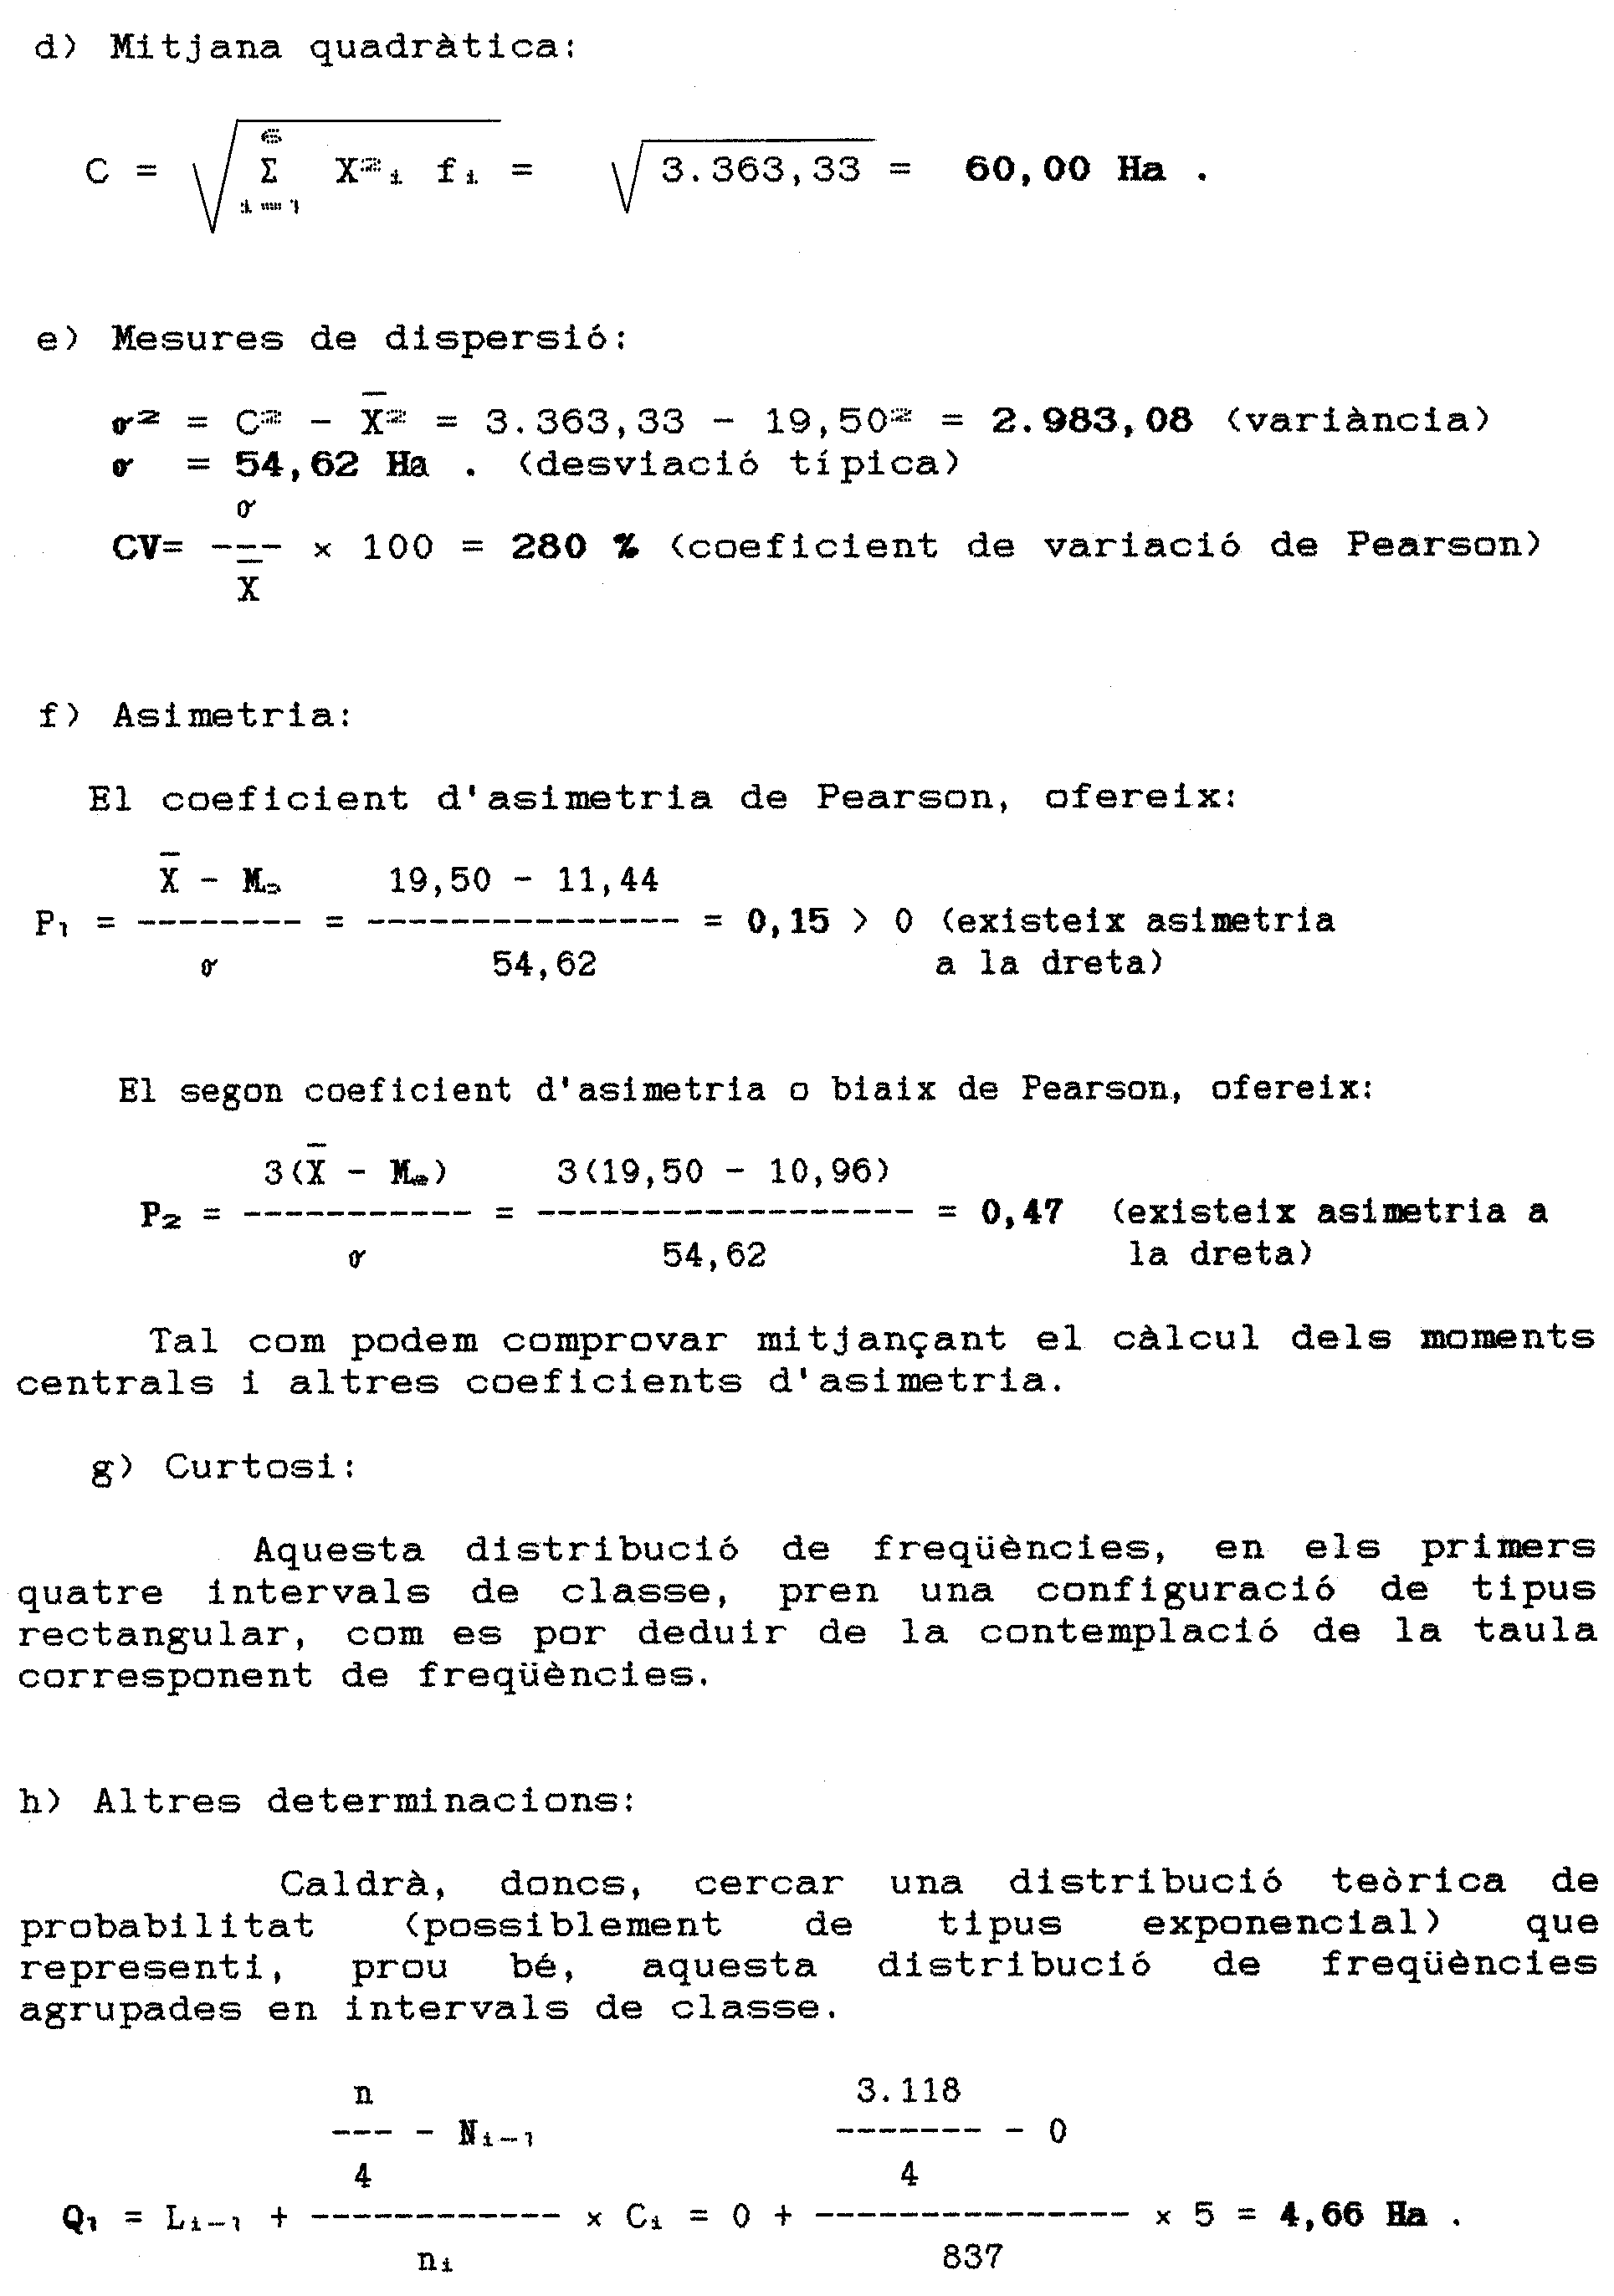 d) Mitjana quadràtica:
6
C = √ Σ X²i fi = √ 3.363,33 = 60,00 Ha .
i=1
e) Mesures de dispersió:
σ² = C² - X̄² = 3.363,33 - 19,50² = 2.983,08 (variància)
σ = 54,62 Ha . (desviació típica)
σ
CV= --- x 100 = 280 % (coeficient de variació de Pearson)
X̄
f) Asimetria:
El coeficient d'asimetria de Pearson, ofereix:
X̄ - Mo 19,50 - 11,44
P1 = -------- = --------------- = 0,15 > 0 (existeix asimetria
σ 54,62 a la dreta)
El segon coeficient d'asimetria o biaix de Pearson, ofereix:
3(X̄ - Me) 3(19,50 - 10,96)
P2 = ----------- = ------------------ = 0,47 (existeix asimetria a
σ 54,62 la dreta)
Tal com podem comprovar mitjançant el càlcul dels moments
centrals i altres coeficients d'asimetria.
g) Curtosi:
Aquesta distribució de freqüències, en els primers
quatre intervals de classe, pren una configuració de tipus
rectangular, com es por deduir de la contemplació de la taula
corresponent de freqüències.
h) Altres determinacions:
Caldrà, doncs, cercar una distribució teòrica de
probabilitat (possiblement de tipus exponencial) que
representi, prou bé, aquesta distribució de freqüències
agrupades en intervals de classe.
n 3.118
--- - Ni-1 ------- - 0
4 4
Q1 = Li-1 + ------------ x Ci = 0 + --------------- x 5 = 4,66 Ha .
ni 837